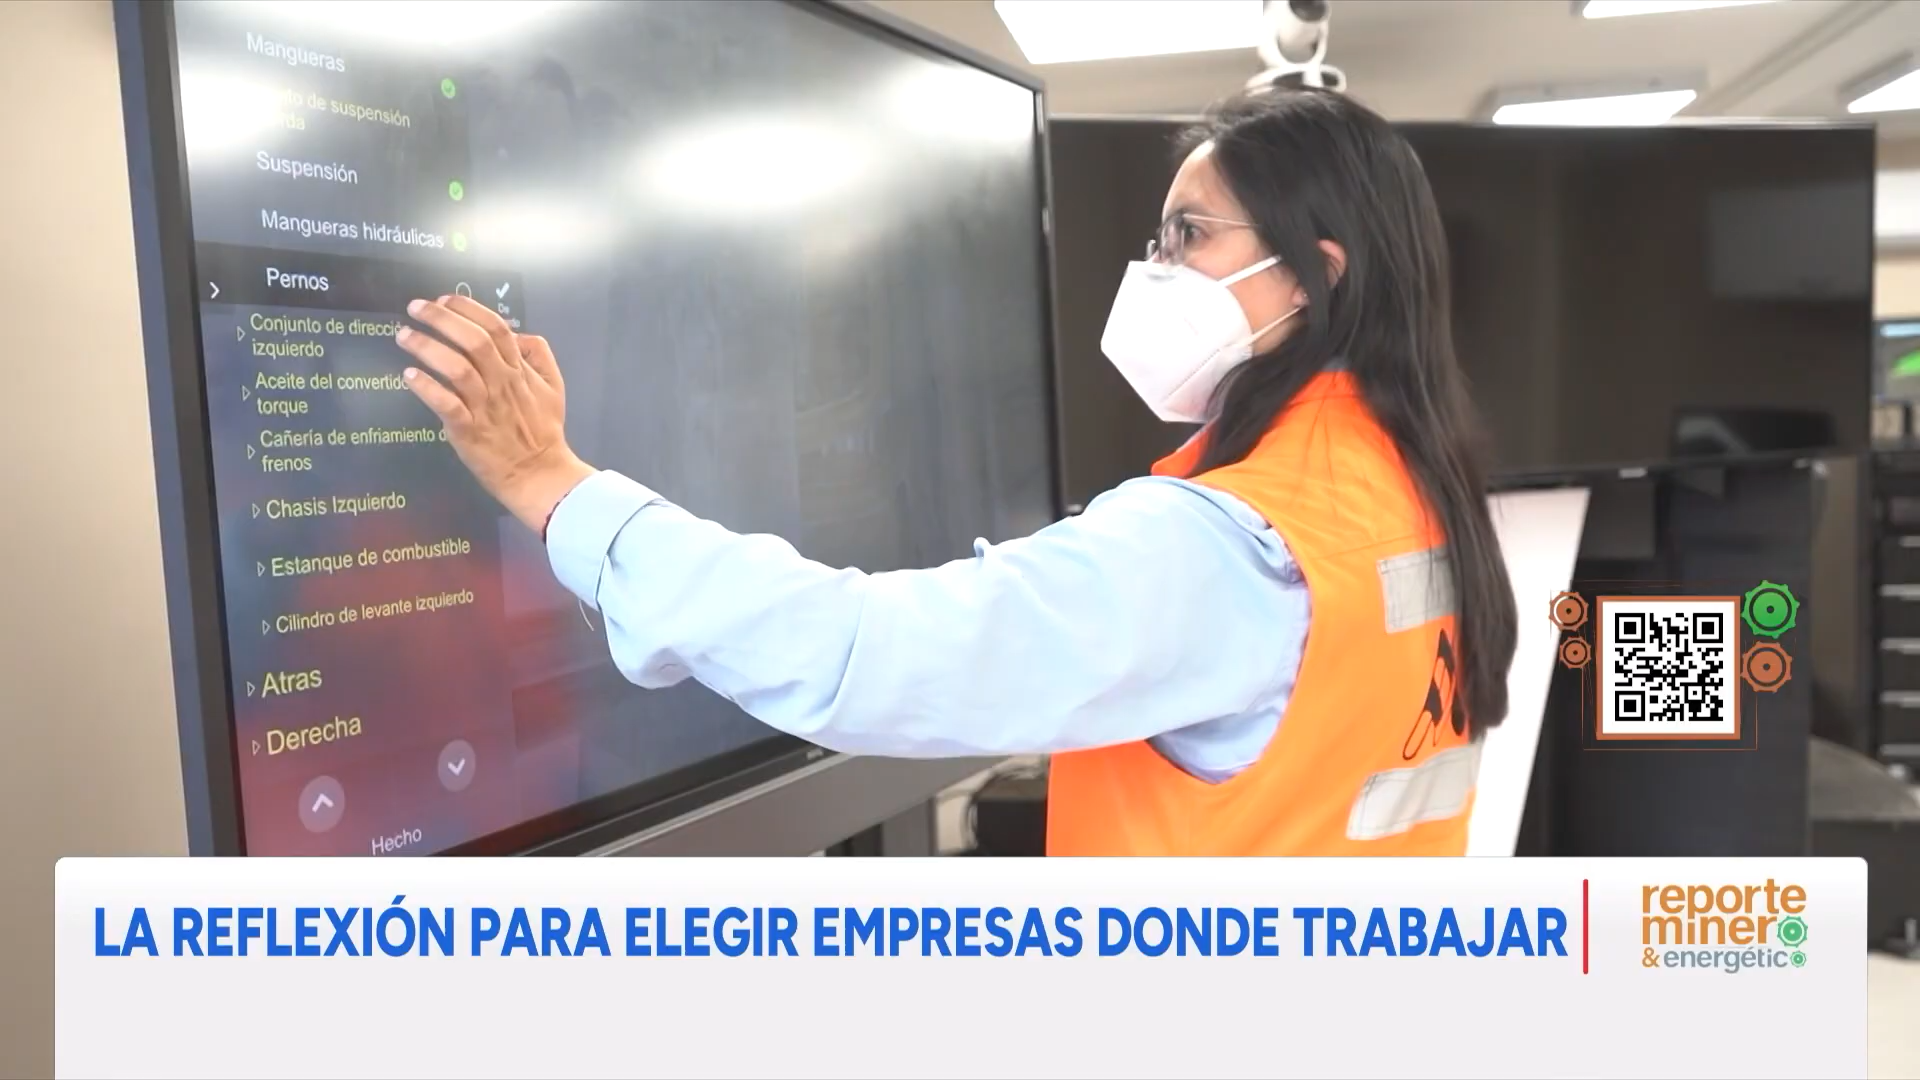 Mangueras
de suspensión
Suspensión
Mangueras hidráulicas
Pernos
Conjunto de
izquierdo
Aceite del
torque
Cañería de enfriamiento
frenos
Chasis Izquierdo
Estanque de combustible
Cilindro de levante izquierdo
Atras
Derecha
Hecho
LA REFLEXIÓN PARA ELEGIR EMPRESAS DONDE TRABAJAR
reporte
minero
& energético